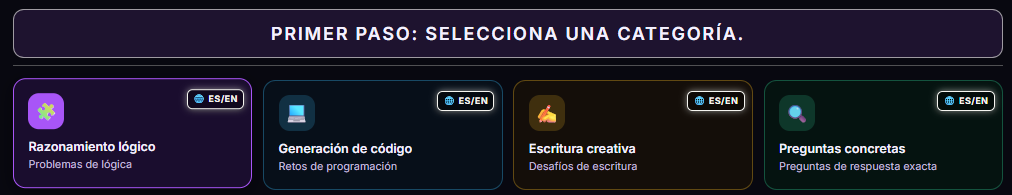 PRIMER PASO: SELECCIONA UNA CATEGORÍA.
ES/EN
Razonamiento lógico
Problemas de lógica
ES/EN
Generación de código
Retos de programación
ES/EN
Escritura creativa
Desafíos de escritura
ES/EN
Preguntas concretas
Preguntas de respuesta exacta